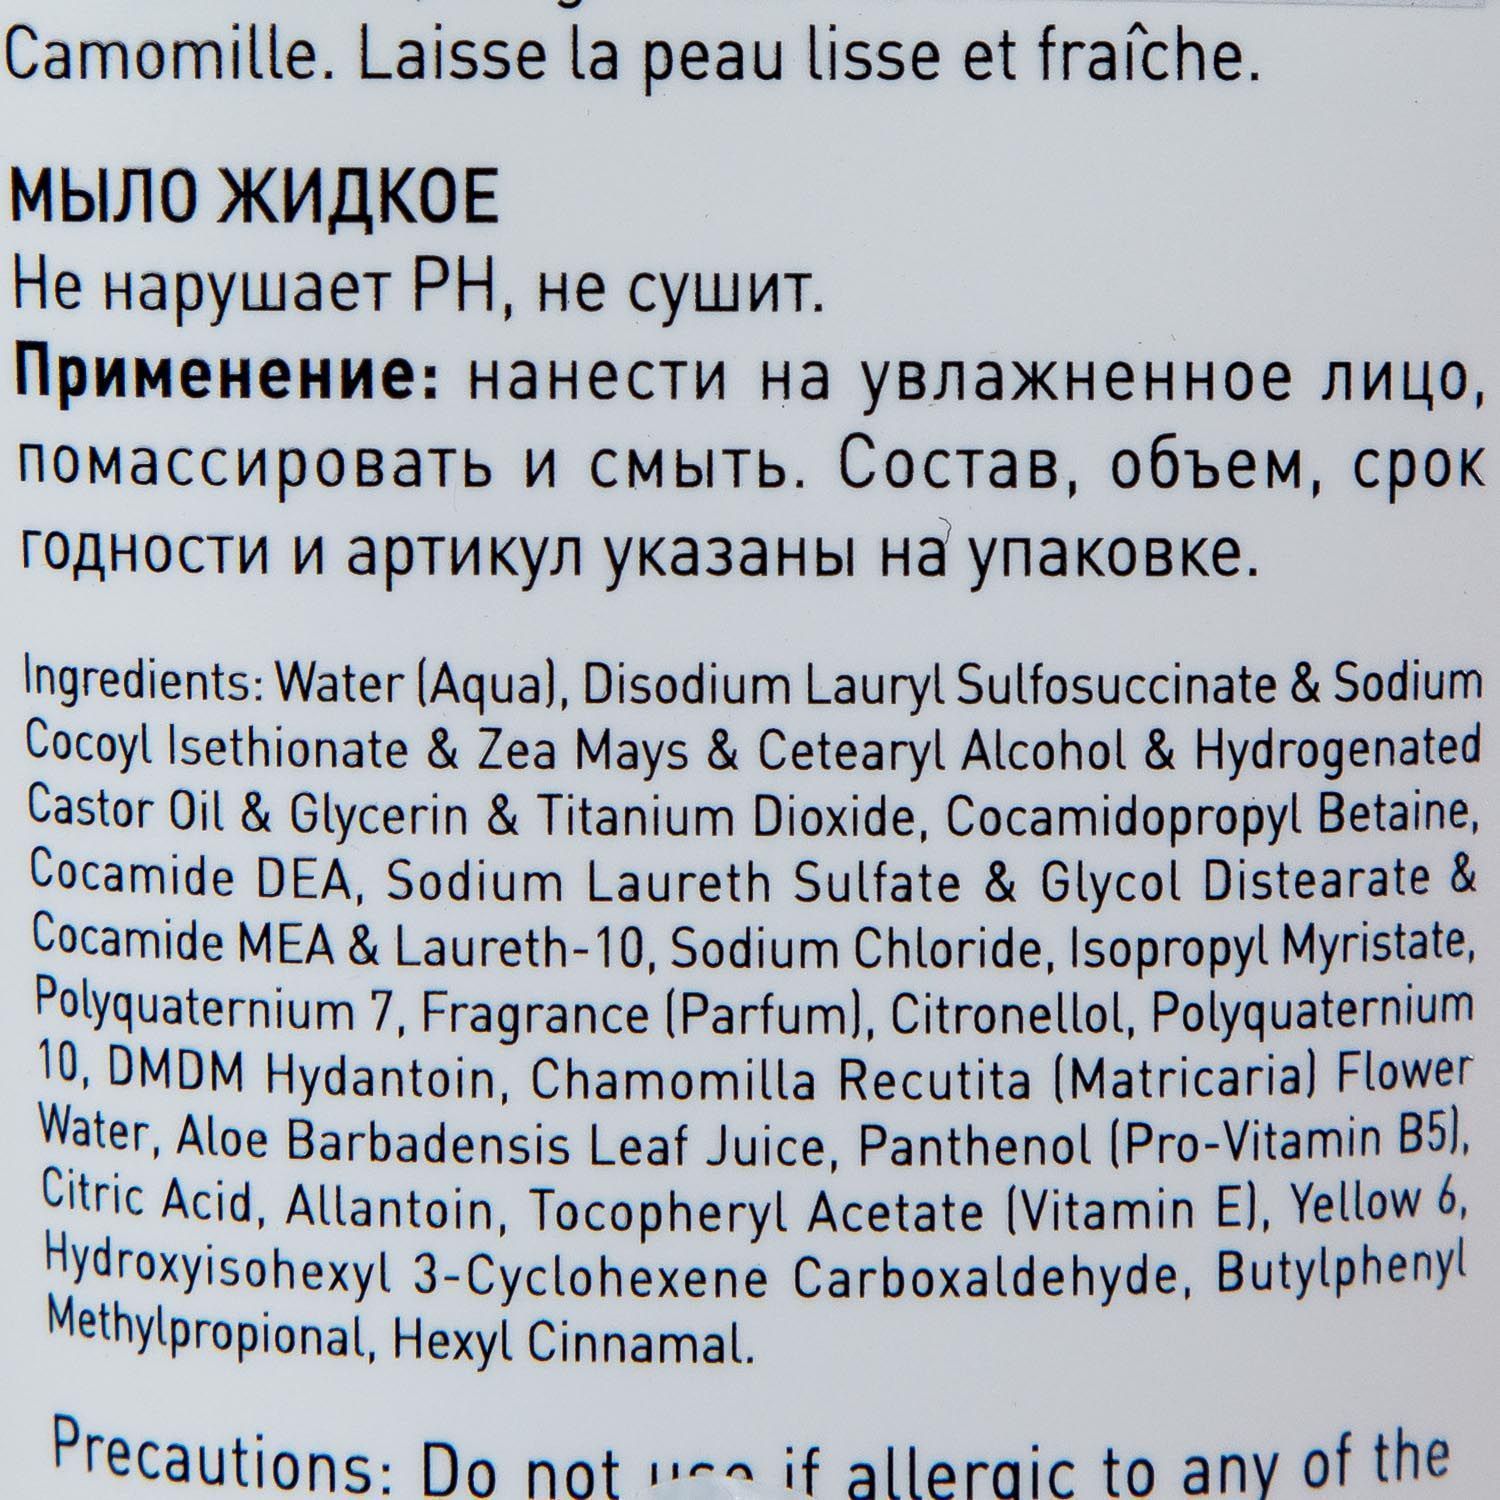 Camomille. Laisse la peau lisse et fraîche.
МЫЛО ЖИДКОЕ
Не нарушает PH, не сушит.
Применение: нанести на увлажненное лицо,
помассировать и смыть. Состав, объем, срок
годности и артикул указаны на упаковке.
Ingredients: Water (Aqua), Disodium Lauryl Sulfosuccinate & Sodium
Cocoyl Isethionate & Zea Mays & Cetearyl Alcohol & Hydrogenated
Castor Oil & Glycerin & Titanium Dioxide, Cocamidopropyl Betaine,
Cocamide DEA, Sodium Laureth Sulfate & Glycol Distearate &
Cocamide MEA & Laureth-10, Sodium Chloride, Isopropyl Myristate,
Polyquaternium 7, Fragrance (Parfum), Citronellol, Polyquaternium
10, DMDM Hydantoin, Chamomilla Recutita (Matricaria) Flower
Water, Aloe Barbadensis Leaf Juice, Panthenol (Pro-Vitamin B5),
Citric Acid, Allantoin, Tocopheryl Acetate (Vitamin E), Yellow 6,
Hydroxyisohexyl 3-Cyclohexene Carboxaldehyde, Butylphenyl
Methylpropional, Hexyl Cinnamal.
Precautions: Do not use if allergic to any of the